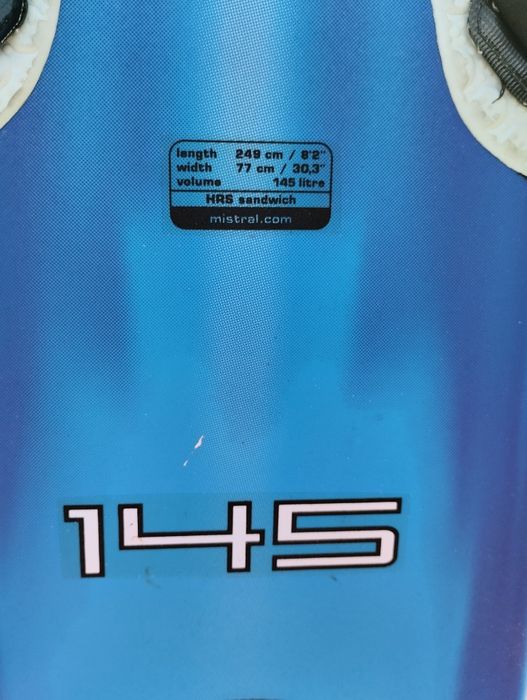 length 249 cm / 8'2"
width 77 cm / 30,3"
volume 145 litre
HRS sandwich
mistral.com
145